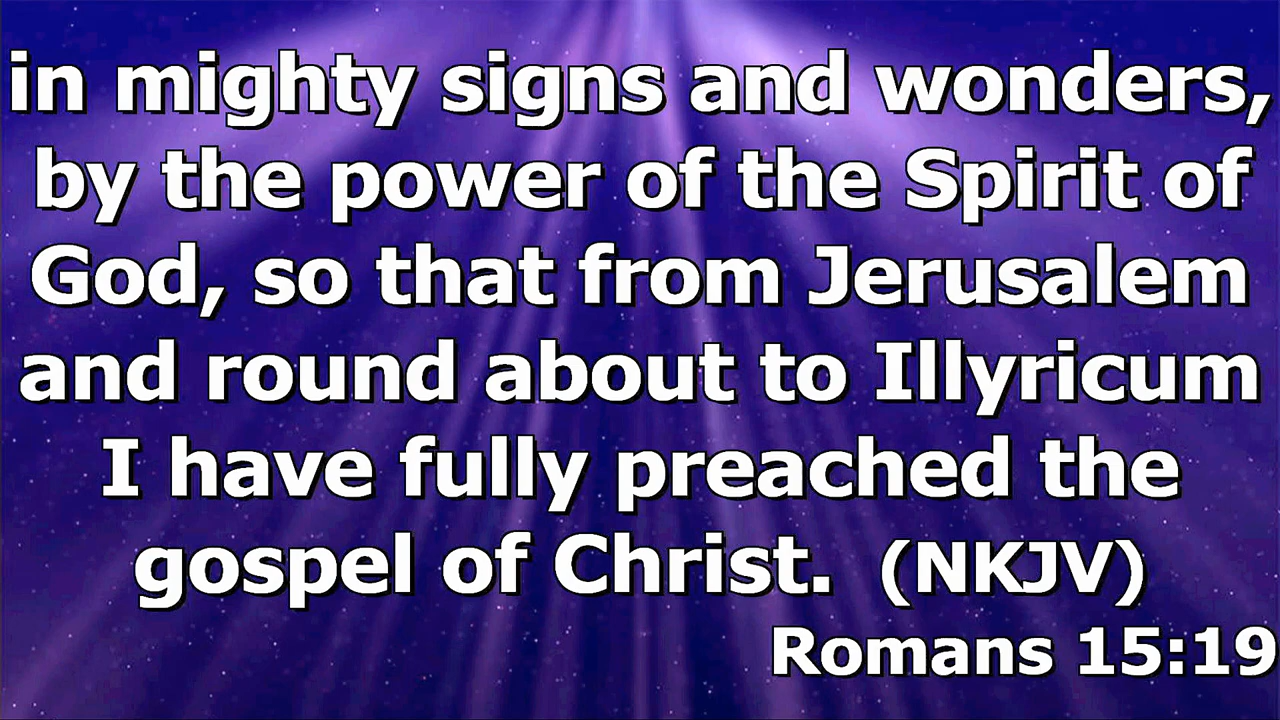 in mighty signs and wonders,
by the power of the Spirit of
God, so that from Jerusalem
and round about to Illyricum
I have fully preached the
gospel of Christ.  (NKJV)
Romans 15:19